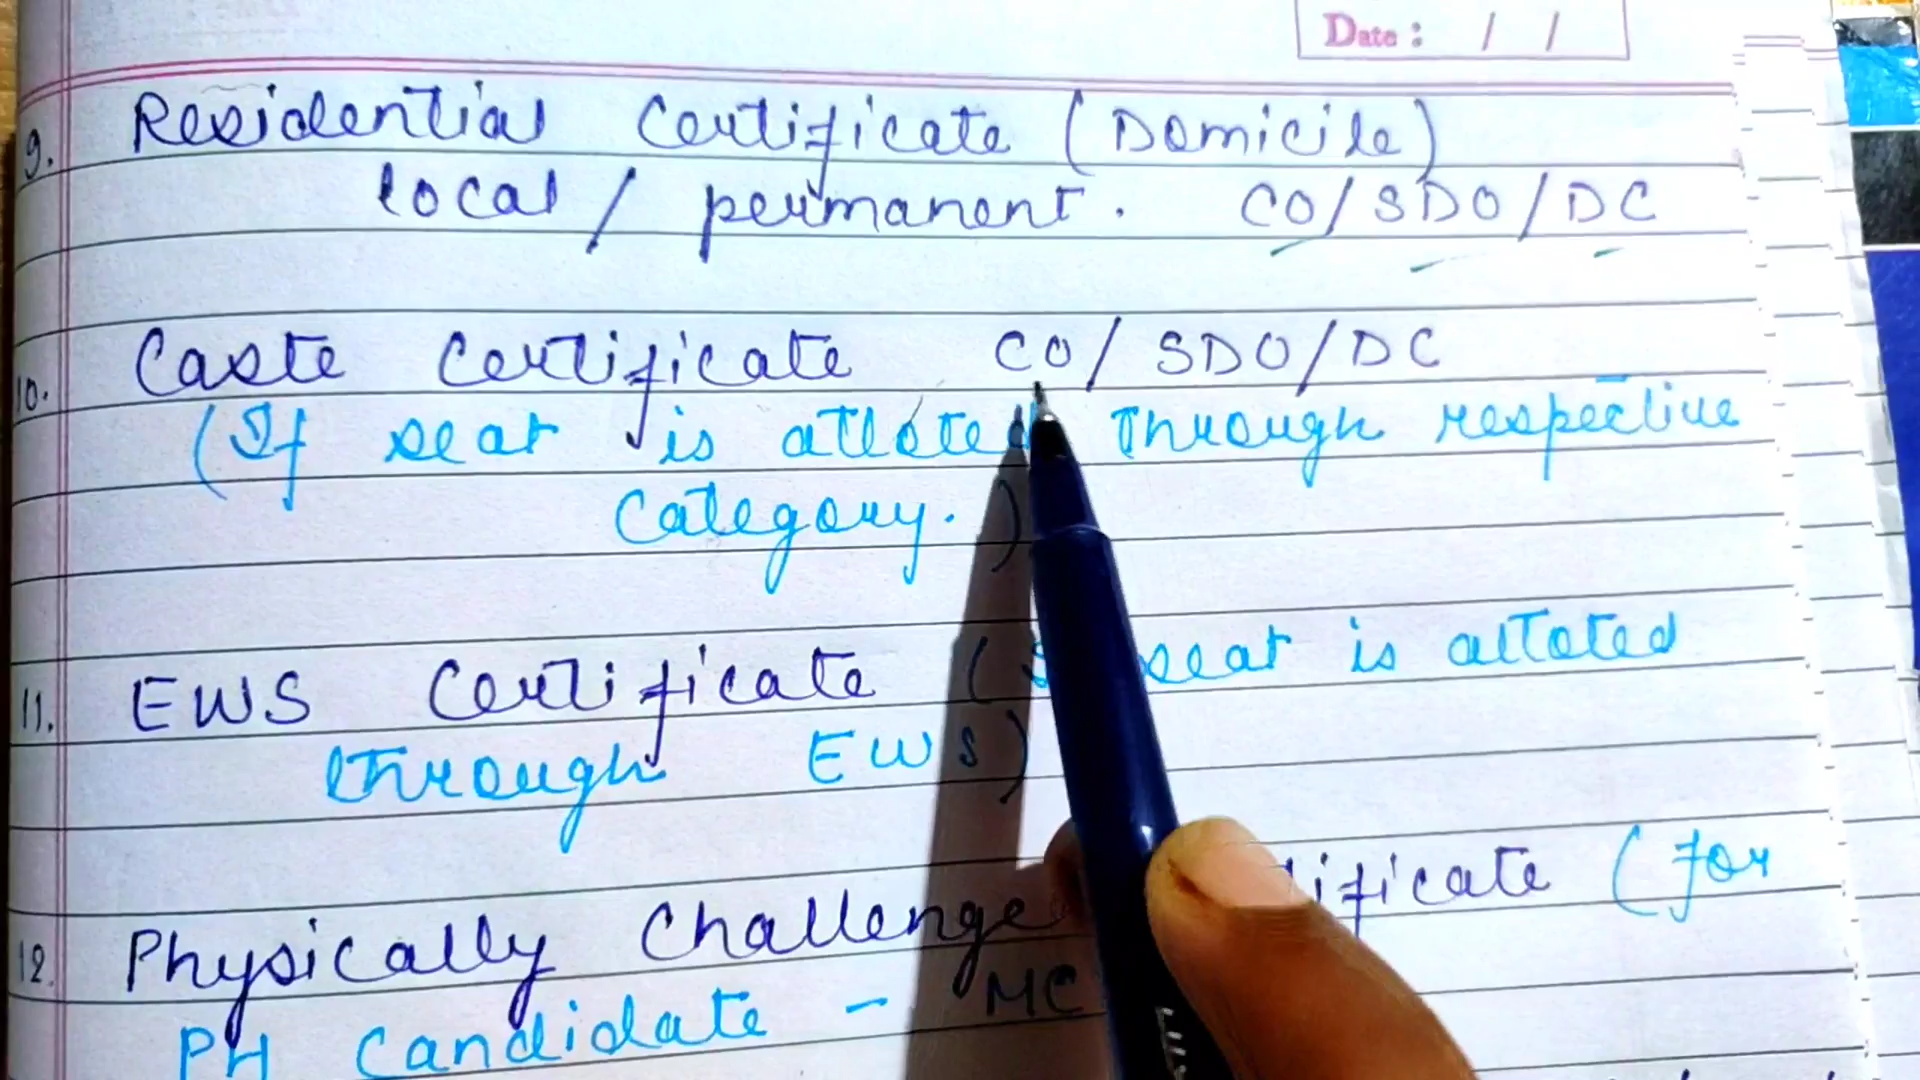 Date: / /
9. Residential Certificate (Domicile)
local / permanent. CO/SDO/DC
10. Caste Certificate CO/ SDO/DC
(If seat is alloted through respective
category.)
11. EWS Certificate ( seat is alloted
through EWS)
12. Physically Challenge ificate (for
PH candidate - MC